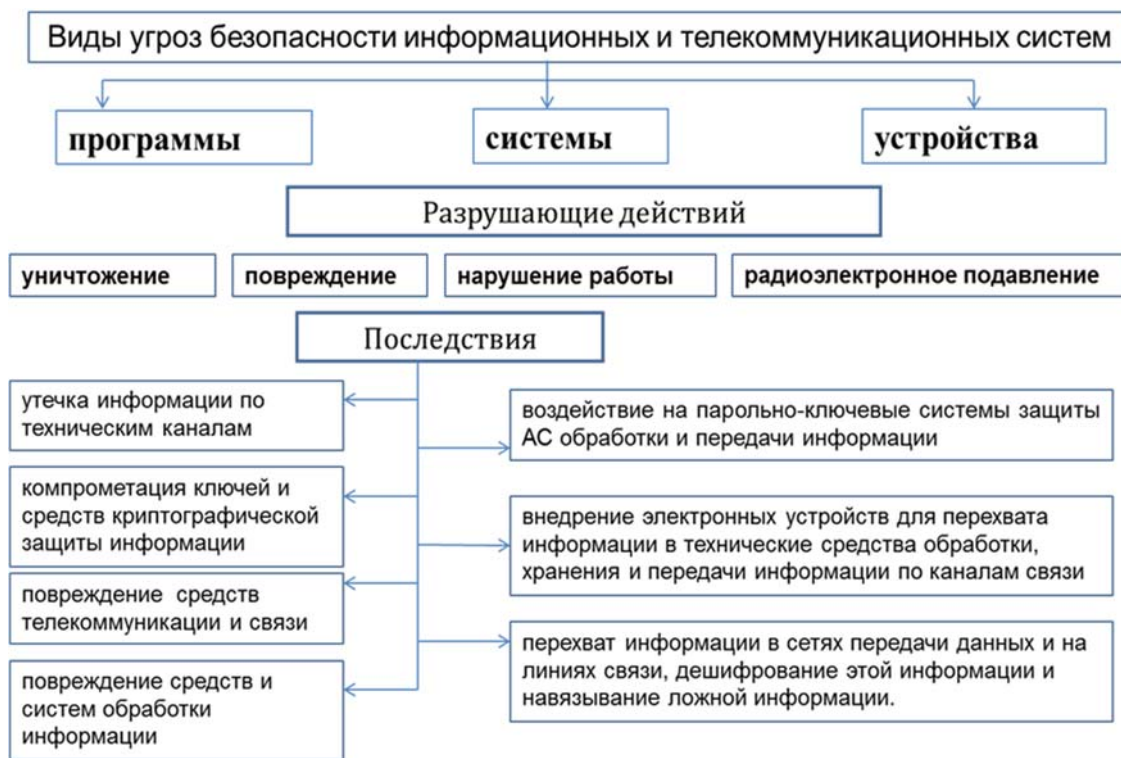 Виды угроз безопасности информационных и телекоммуникационных систем
программы
системы
устройства
Разрушающие действий
уничтожение
повреждение
нарушение работы
радиоэлектронное подавление
Последствия
утечка информации по
техническим каналам
компрометация ключей и
средств криптографической
защиты информации
повреждение средств
телекоммуникации и связи
повреждение средств и
систем обработки
информации
воздействие на парольно-ключевые системы защиты
АС обработки и передачи информации
внедрение электронных устройств для перехвата
информации в технические средства обработки,
хранения и передачи информации по каналам связи
перехват информации в сетях передачи данных и на
линиях связи, дешифрование этой информации и
навязывание ложной информации.